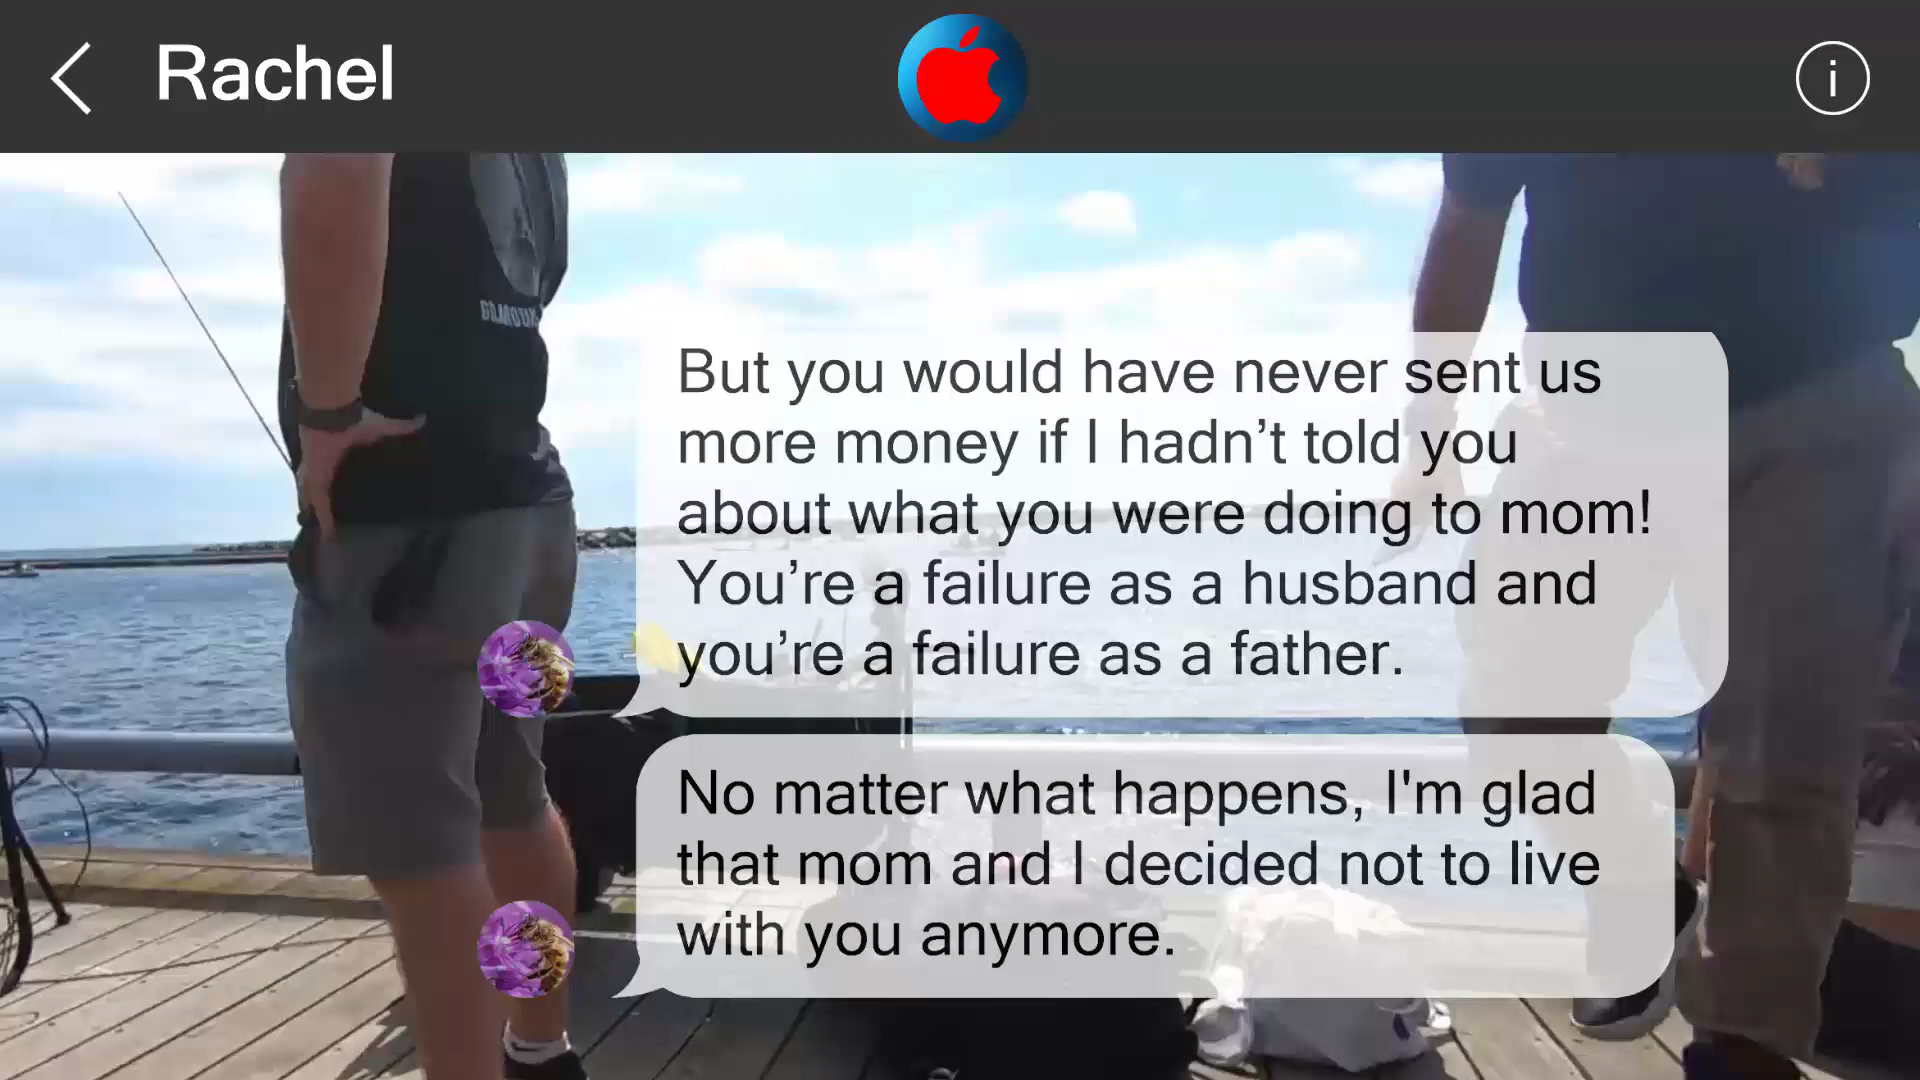 Rachel
But you would have never sent us
more money if I hadn’t told you
about what you were doing to mom!
You’re a failure as a husband and
you’re a failure as a father.
No matter what happens, I'm glad
that mom and I decided not to live
with you anymore.